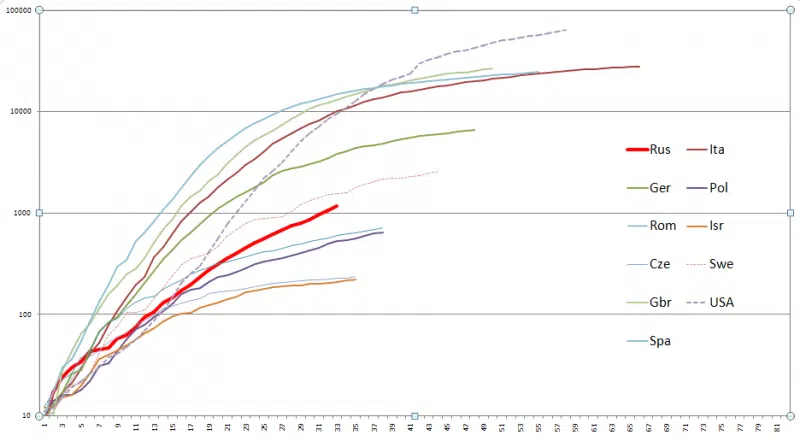 100000
10000
1000
100
10
Rus Ita
Ger Pol
Rom Isr
Cze Swe
Gbr USA
Spa
1 3 5 7 9 11 13 15 17 19 21 23 25 27 29 31 33 35 37 39 41 43 45 47 49 51 53 55 57 59 61 63 65 67 69 71 73 75 77 79 81